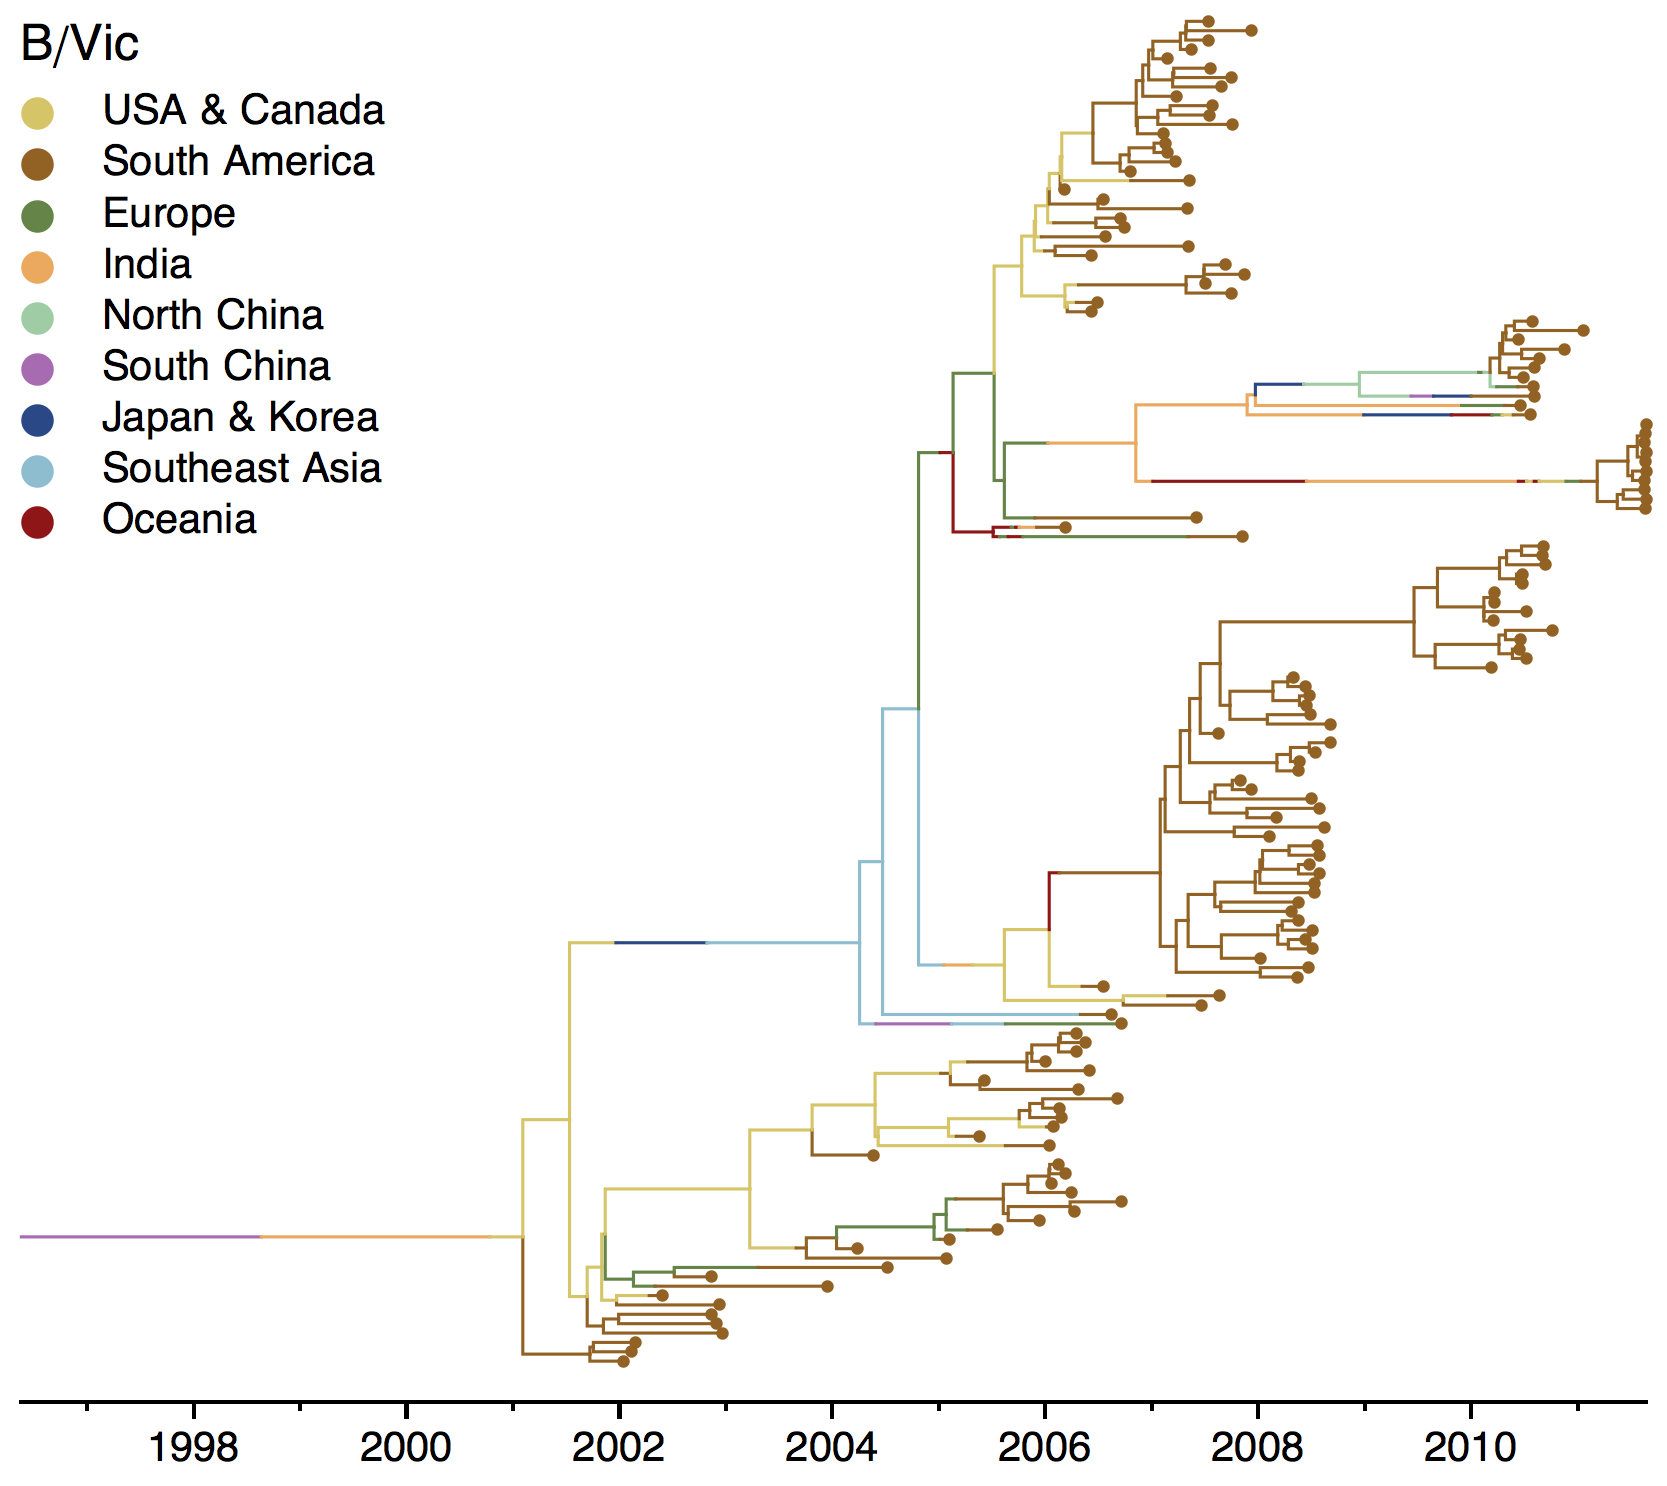 B/Vic
USA & Canada
South America
Europe
India
North China
South China
Japan & Korea
Southeast Asia
Oceania
1998 2000 2002 2004 2006 2008 2010